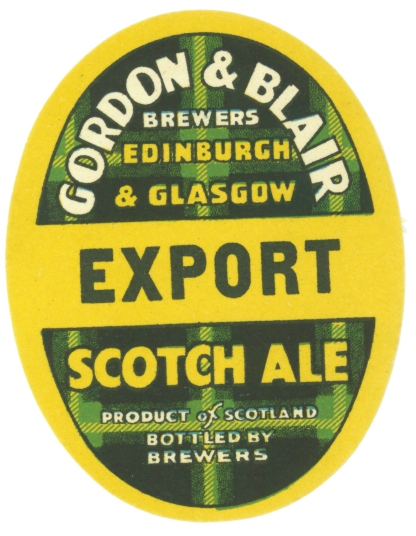 GORDON & BLAIR
BREWERS
EDINBURGH
& GLASGOW
EXPORT
SCOTCH ALE
PRODUCT of SCOTLAND
BOTTLED BY
BREWERS